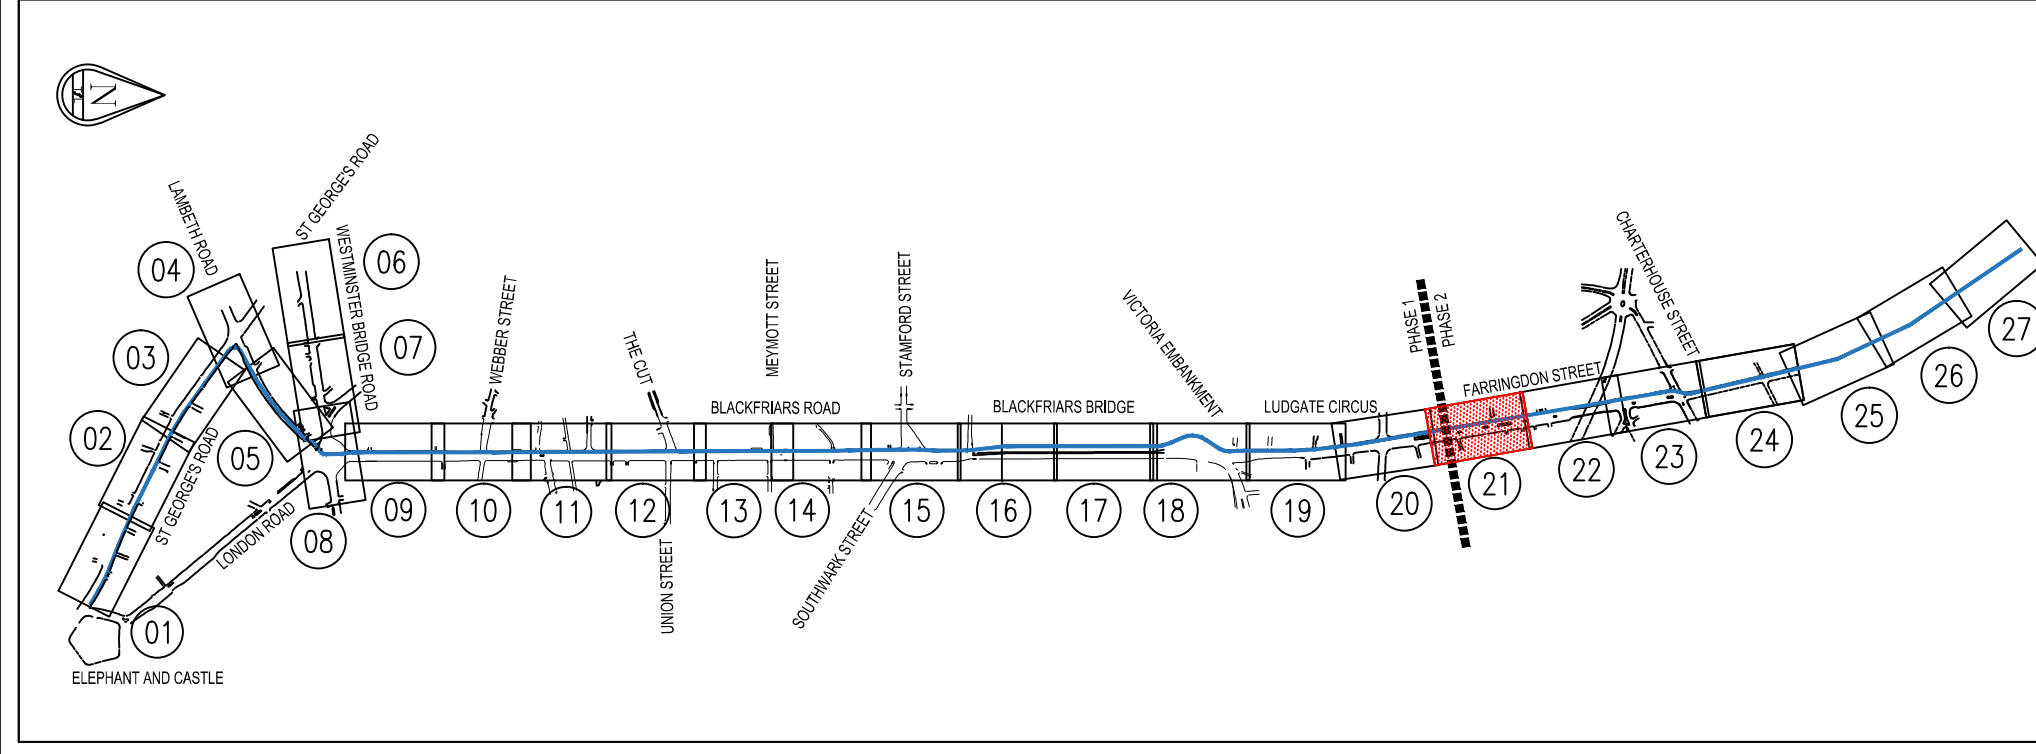 N
ST GEORGE'S ROAD
LAMBETH ROAD
WESTMINSTER BRIDGE ROAD
04
06
03
07
02
05
ST GEORGE'S ROAD
LONDON ROAD
08
01
ELEPHANT AND CASTLE
WEBBER STREET
THE CUT
MEYMOTT STREET
STAMFORD STREET
BLACKFRIARS ROAD
BLACKFRIARS BRIDGE
VICTORIA EMBANKMENT
LUDGATE CIRCUS
PHASE 1
PHASE 2
FARRINGDON STREET
CHARTERHOUSE STREET
09
10
11
12
13
14
15
16
17
18
19
20
21
22
23
24
25
26
27
UNION STREET
SOUTHWARK STREET